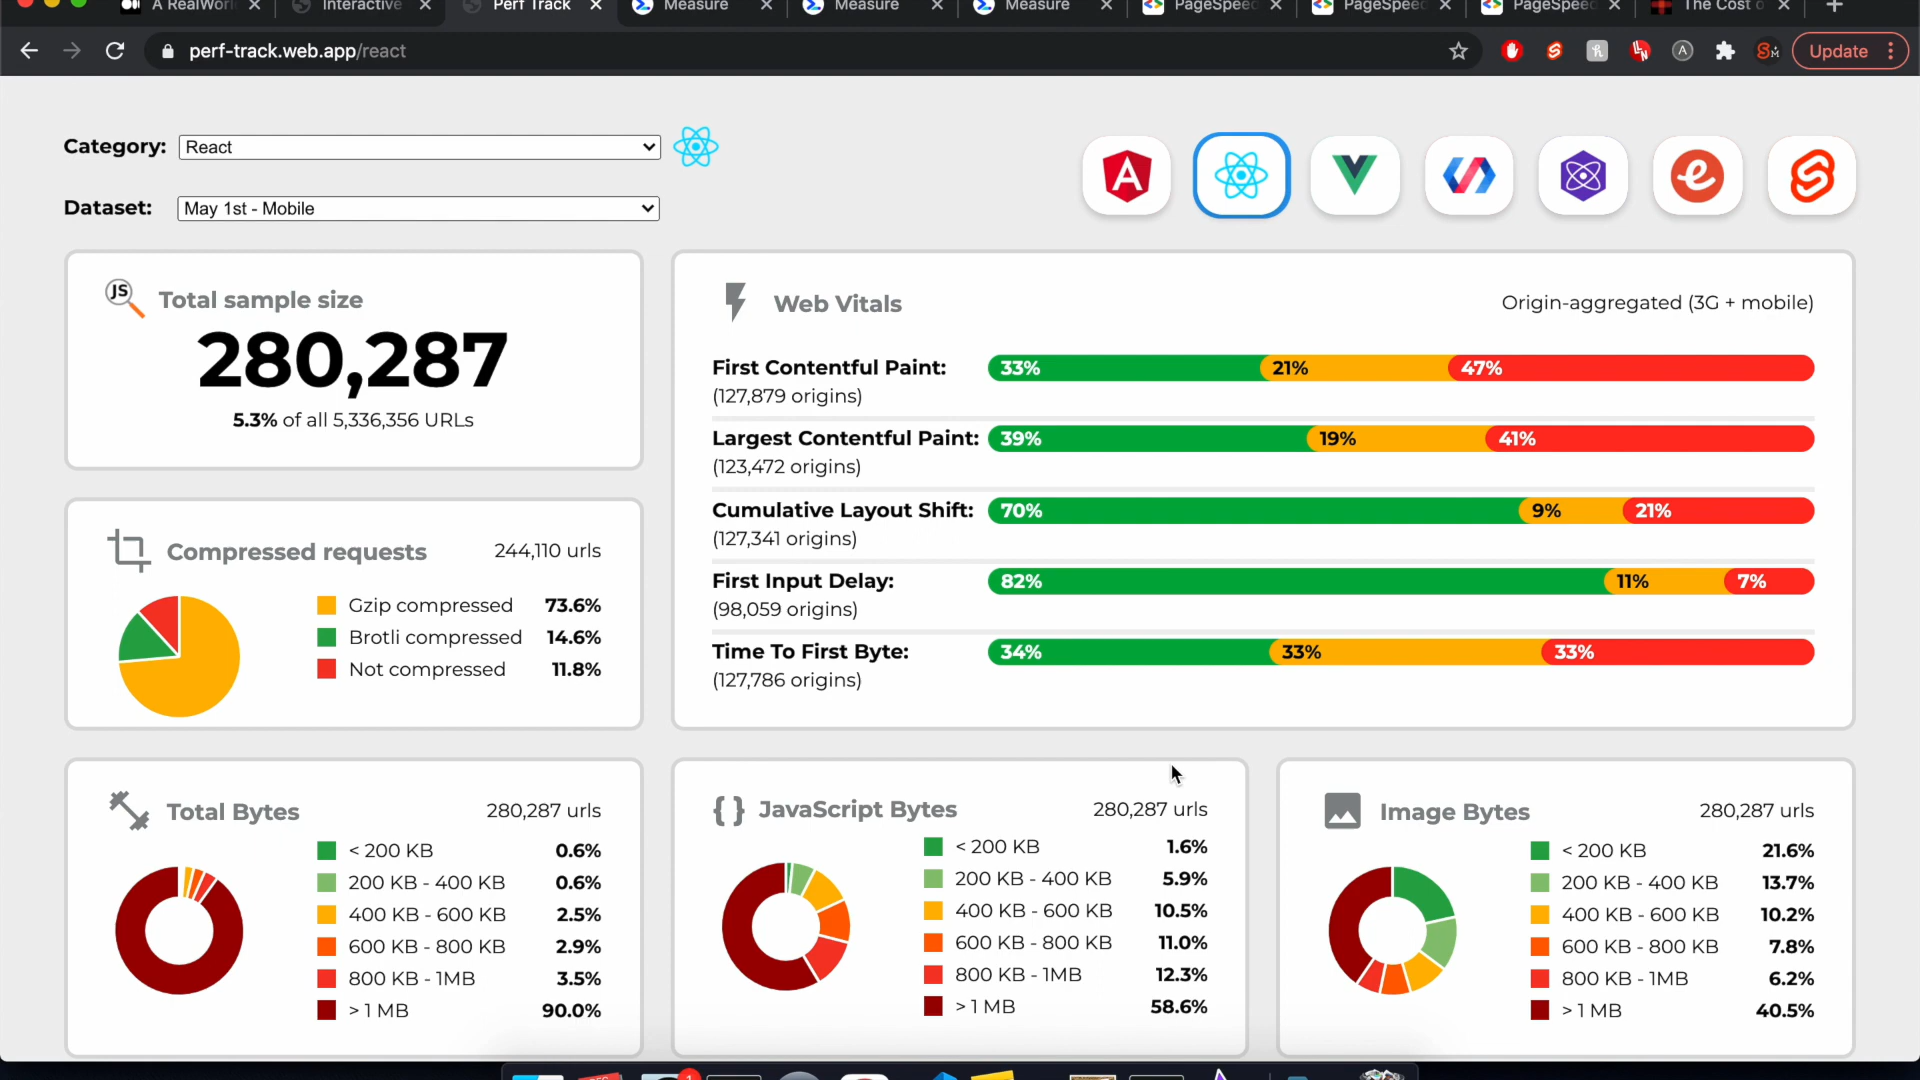 A RealWorl
Interactive
Perf Track
Measure
Measure
Measure
PageSpeed
PageSpeed
PageSpeed
The Cost o
perf-track.web.app/react
Update
Category:
React
Dataset:
May 1st - Mobile
JS
Total sample size
280,287
5.3% of all 5,336,356 URLs
Web Vitals
Origin-aggregated (3G + mobile)
First Contentful Paint:
33% 21% 47%
(127,879 origins)
Largest Contentful Paint:
39% 19% 41%
(123,472 origins)
Cumulative Layout Shift:
70% 9% 21%
(127,341 origins)
First Input Delay:
82% 11% 7%
(98,059 origins)
Time To First Byte:
34% 33% 33%
(127,786 origins)
Compressed requests
244,110 urls
Gzip compressed 73.6%
Brotli compressed 14.6%
Not compressed 11.8%
Total Bytes
280,287 urls
< 200 KB 0.6%
200 KB - 400 KB 0.6%
400 KB - 600 KB 2.5%
600 KB - 800 KB 2.9%
800 KB - 1MB 3.5%
> 1 MB 90.0%
{ } JavaScript Bytes
280,287 urls
< 200 KB 1.6%
200 KB - 400 KB 5.9%
400 KB - 600 KB 10.5%
600 KB - 800 KB 11.0%
800 KB - 1MB 12.3%
> 1 MB 58.6%
Image Bytes
280,287 urls
< 200 KB 21.6%
200 KB - 400 KB 13.7%
400 KB - 600 KB 10.2%
600 KB - 800 KB 7.8%
800 KB - 1MB 6.2%
> 1 MB 40.5%